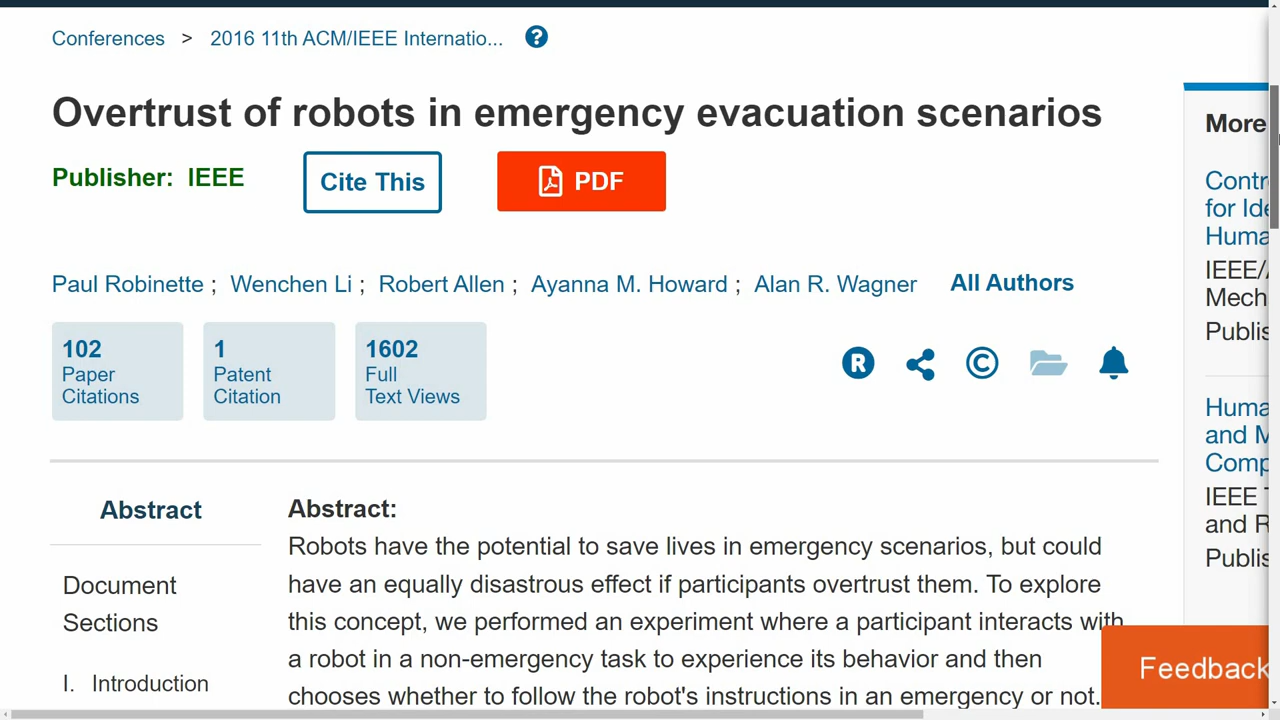 Conferences > 2016 11th ACM/IEEE Internatio... ?
Overtrust of robots in emergency evacuation scenarios
Publisher: IEEE
Cite This
PDF
Paul Robinette ; Wenchen Li ; Robert Allen ; Ayanna M. Howard ; Alan R. Wagner All Authors
102
Paper
Citations
1
Patent
Citation
1602
Full
Text Views
R
C
Abstract
Document
Sections
I. Introduction
Abstract:
Robots have the potential to save lives in emergency scenarios, but could
have an equally disastrous effect if participants overtrust them. To explore
this concept, we performed an experiment where a participant interacts with
a robot in a non-emergency task to experience its behavior and then
chooses whether to follow the robot's instructions in an emergency or not.
More
for
IEEE
and
Feedback